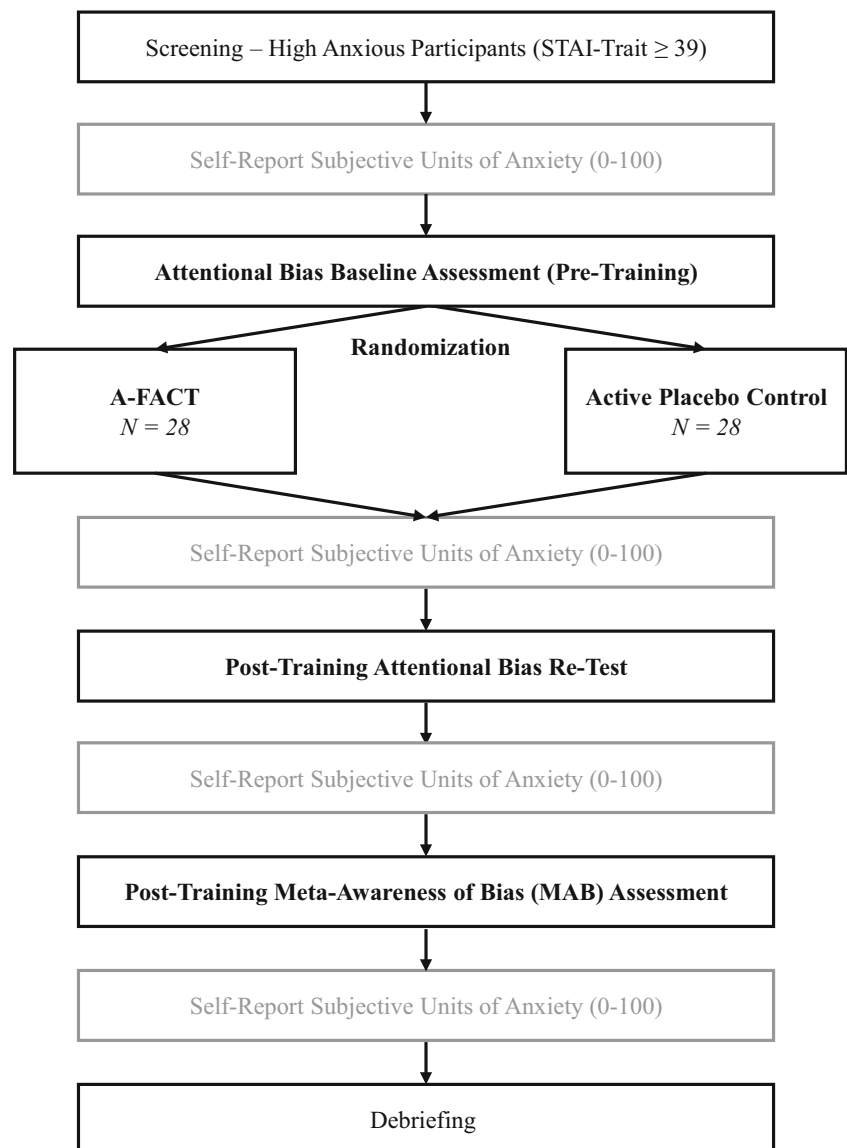 Screening – High Anxious Participants (STAI-Trait ≥ 39)
Self-Report Subjective Units of Anxiety (0-100)
Attentional Bias Baseline Assessment (Pre-Training)
Randomization
A-FACT
N = 28
Active Placebo Control
N = 28
Self-Report Subjective Units of Anxiety (0-100)
Post-Training Attentional Bias Re-Test
Self-Report Subjective Units of Anxiety (0-100)
Post-Training Meta-Awareness of Bias (MAB) Assessment
Self-Report Subjective Units of Anxiety (0-100)
Debriefing